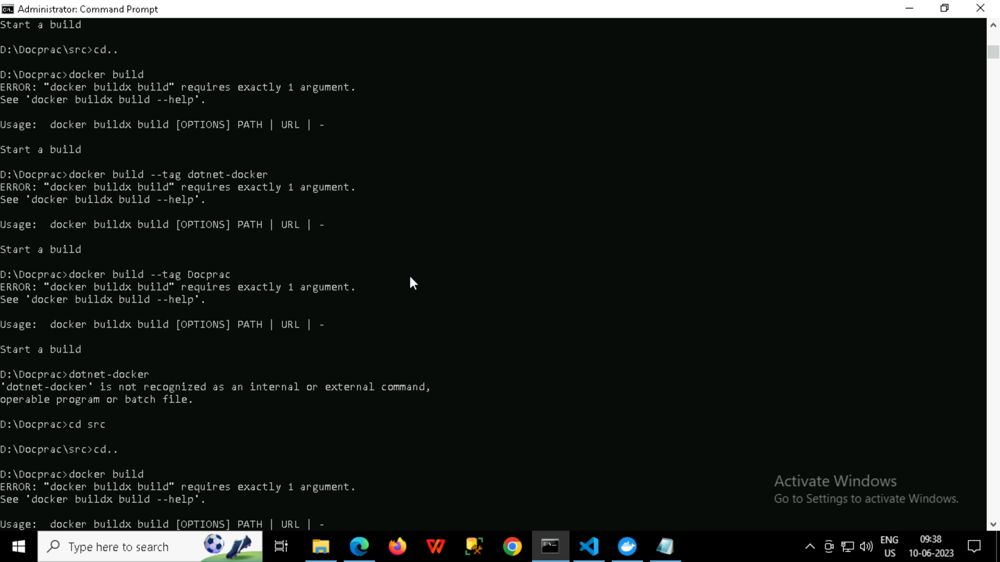 Administrator: Command Prompt
Start a build
D:\Docprac\src>cd..
D:\Docprac>docker build
ERROR: "docker buildx build" requires exactly 1 argument.
See 'docker buildx build --help'.
Usage:  docker buildx build [OPTIONS] PATH | URL | -
Start a build
D:\Docprac>docker build --tag dotnet-docker
ERROR: "docker buildx build" requires exactly 1 argument.
See 'docker buildx build --help'.
Usage:  docker buildx build [OPTIONS] PATH | URL | -
Start a build
D:\Docprac>docker build --tag Docprac
ERROR: "docker buildx build" requires exactly 1 argument.
See 'docker buildx build --help'.
Usage:  docker buildx build [OPTIONS] PATH | URL | -
Start a build
D:\Docprac>dotnet-docker
'dotnet-docker' is not recognized as an internal or external command,
operable program or batch file.
D:\Docprac>cd src
D:\Docprac\src>cd..
D:\Docprac>docker build
ERROR: "docker buildx build" requires exactly 1 argument.
See 'docker buildx build --help'.
Usage:  docker buildx build [OPTIONS] PATH | URL | -
Activate Windows
Go to Settings to activate Windows.
Type here to search
ENG
US
09:38
10-06-2023